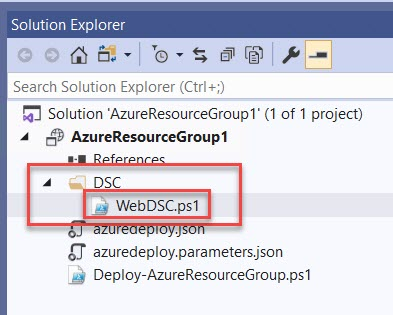 Solution Explorer
Search Solution Explorer (Ctrl+;)
Solution 'AzureResourceGroup1' (1 of 1 project)
AzureResourceGroup1
References
DSC
WebDSC.ps1
azuredeploy.json
azuredeploy.parameters.json
Deploy-AzureResourceGroup.ps1